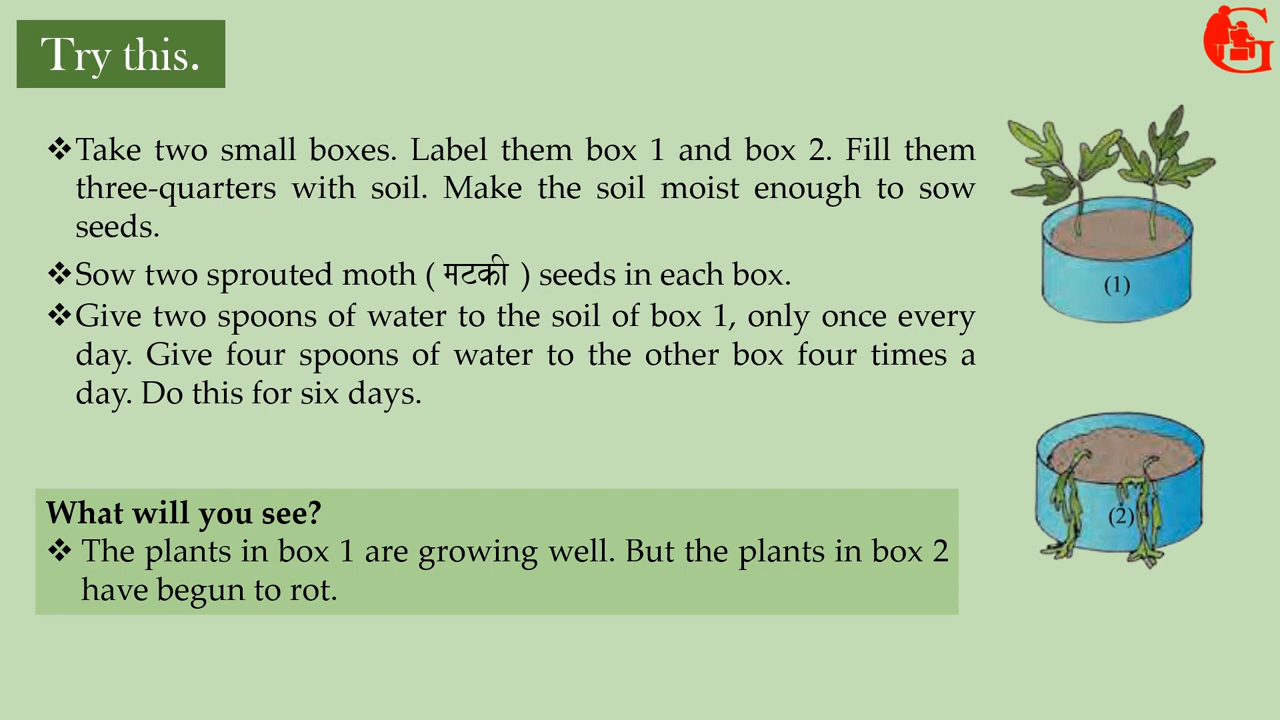 Try this.
❖Take two small boxes. Label them box 1 and box 2. Fill them
three-quarters with soil. Make the soil moist enough to sow
seeds.
❖Sow two sprouted moth ( मटकी ) seeds in each box.
❖Give two spoons of water to the soil of box 1, only once every
day. Give four spoons of water to the other box four times a
day. Do this for six days.
What will you see?
❖ The plants in box 1 are growing well. But the plants in box 2
have begun to rot.
G
(1)
(2)